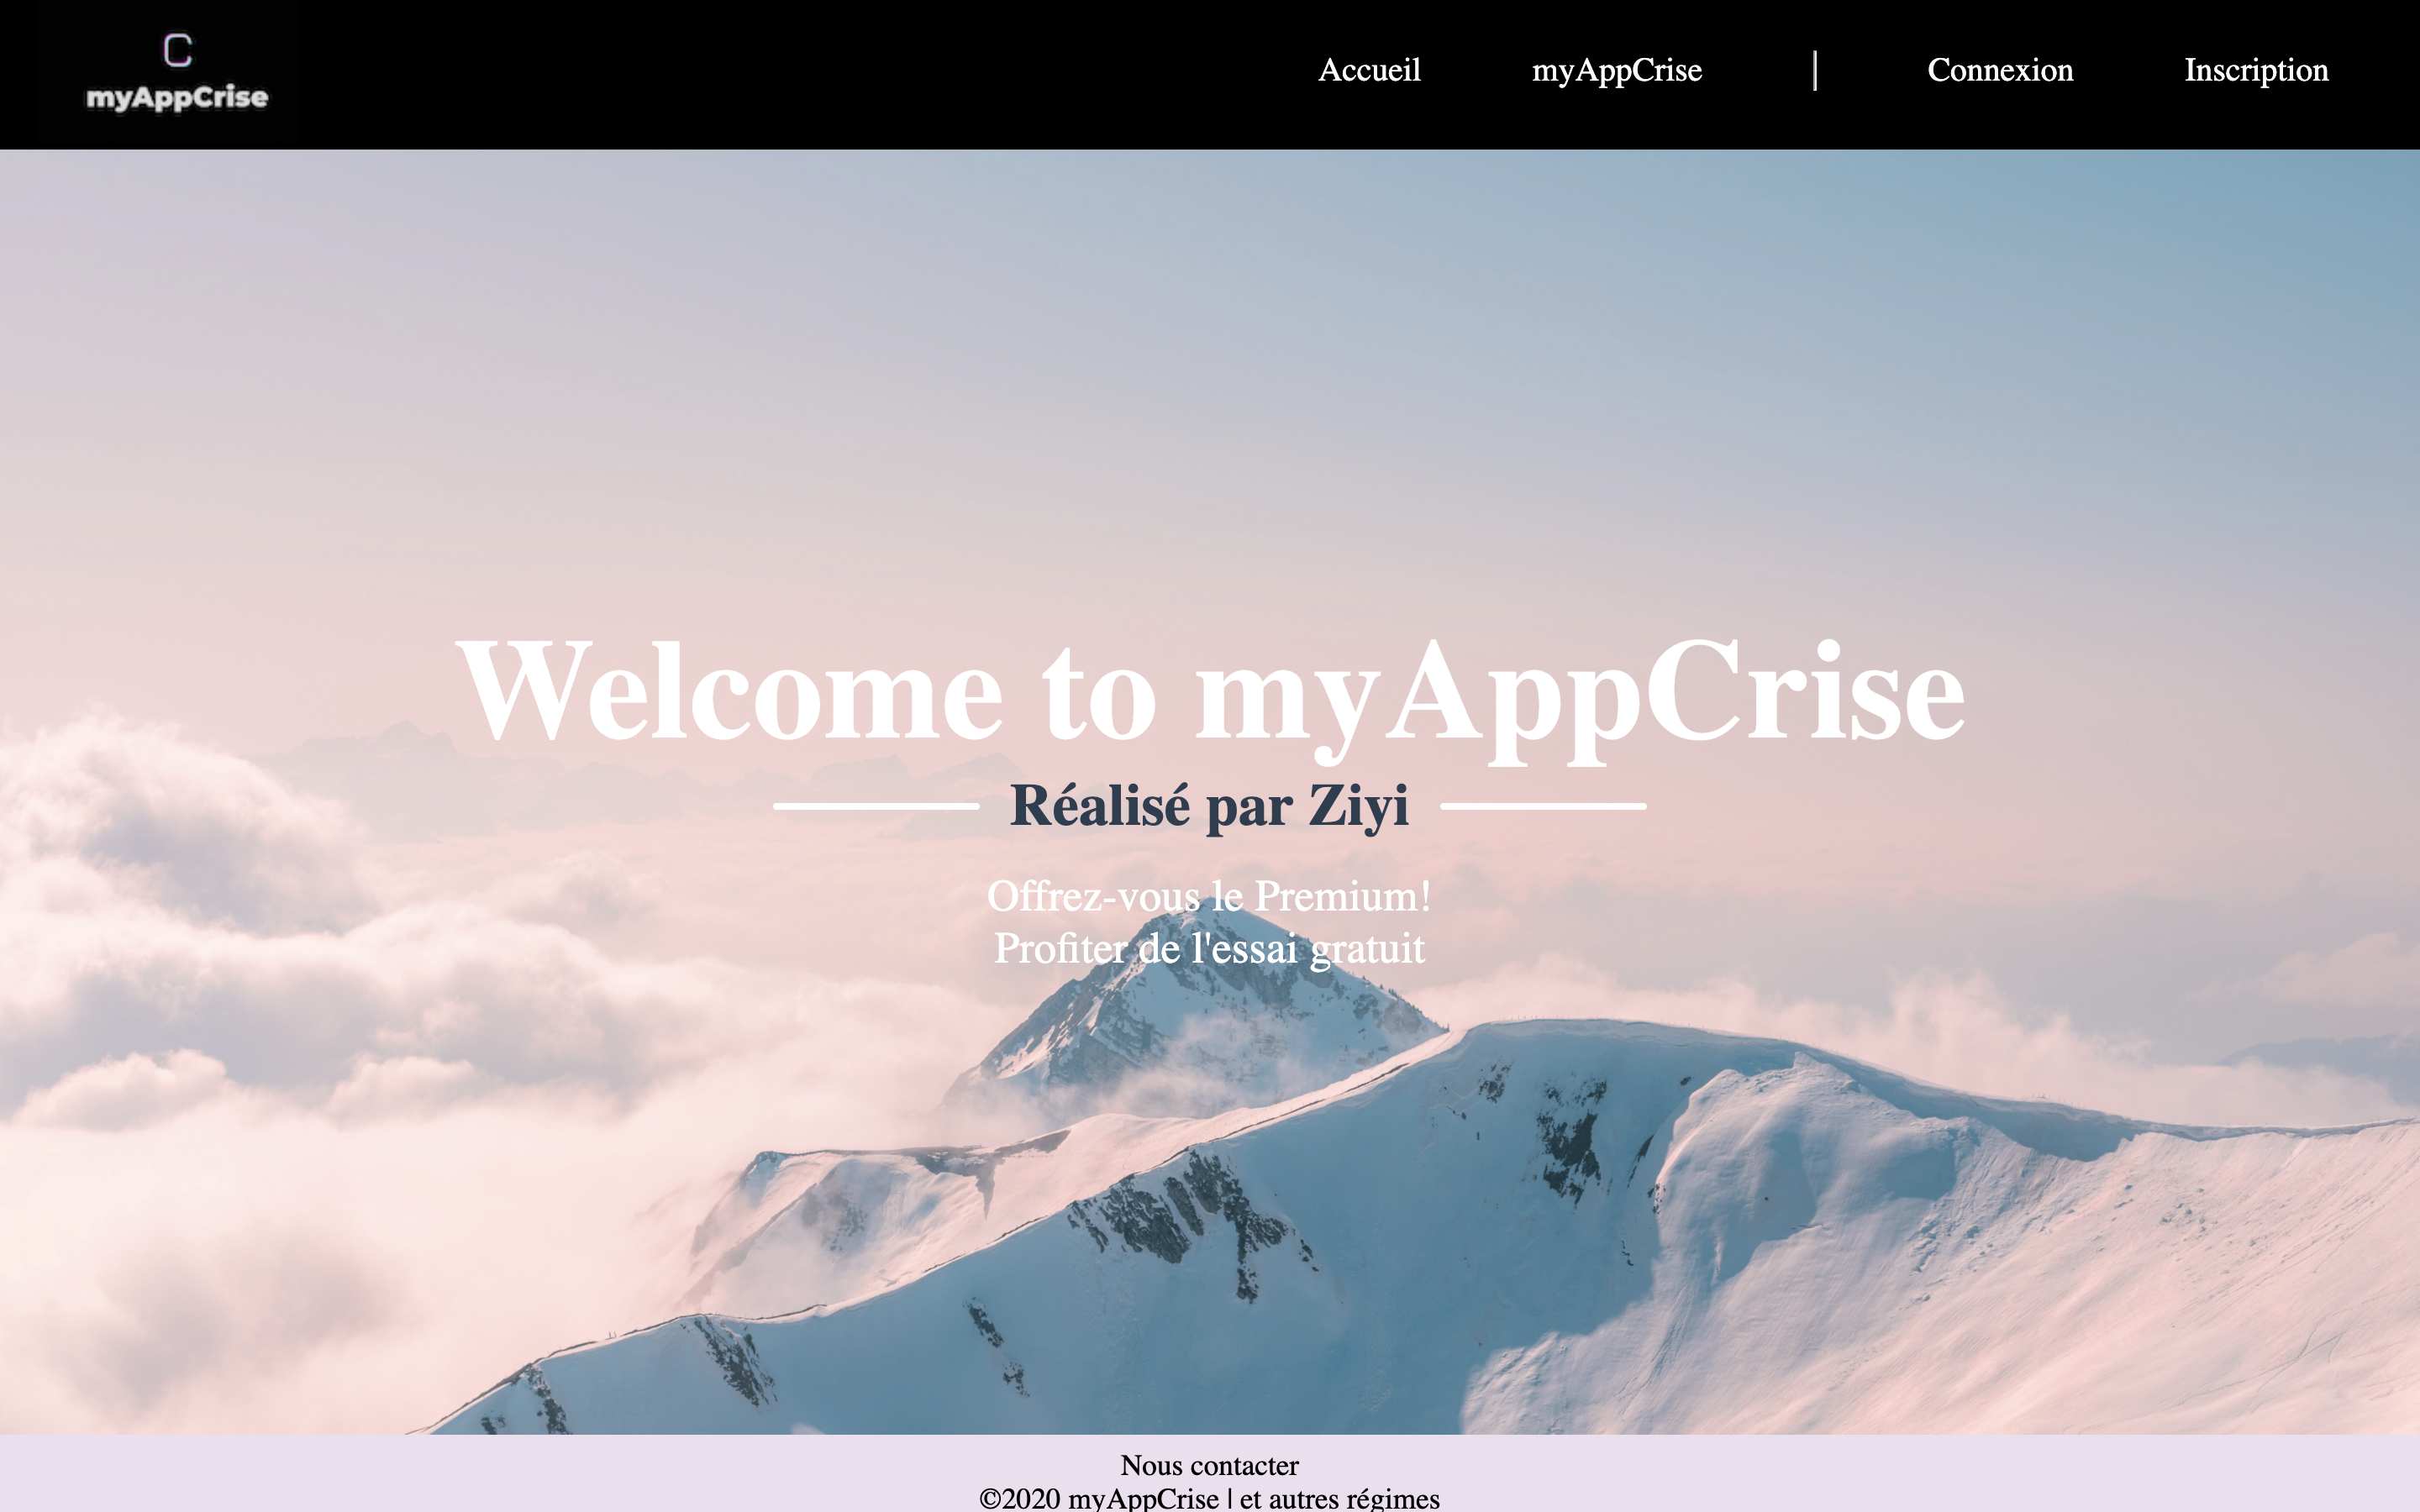 C
myAppCrise
Accueil myAppCrise | Connexion Inscription
Welcome to myAppCrise
Réalisé par Ziyi
Offrez-vous le Premium!
Profiter de l'essai gratuit
Nous contacter
©2020 myAppCrise | et autres régimes